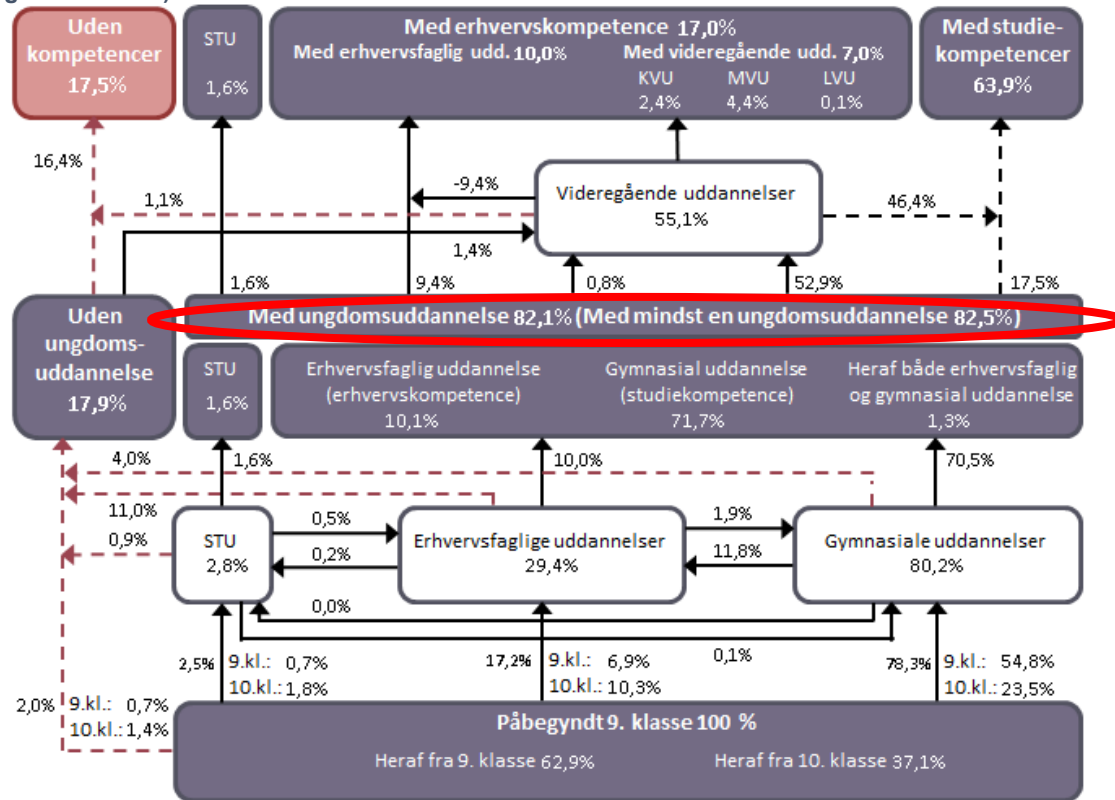 Uden
kompetencer
17,5%
STU
1,6%
Med erhvervskompetence 17,0%
Med erhvervsfaglig udd. 10,0%
Med videregående udd. 7,0%
KVU MVU LVU
2,4% 4,4% 0,1%
Med studie-
kompetencer
63,9%
16,4%
1,1%
-9,4%
1,4%
Videregående uddannelser
55,1%
46,4%
1,6%
9,4%
0,8%
52,9%
17,5%
Uden
ungdoms-
uddannelse
17,9%
Med ungdomsuddannelse 82,1% (Med mindst en ungdomsuddannelse 82,5%)
STU
1,6%
Erhvervsfaglig uddannelse
(erhvervskompetence)
10,1%
Gymnasial uddannelse
(studiekompetence)
71,7%
Heraf både erhvervsfaglig
og gymnasial uddannelse
1,3%
4,0%
1,6%
10,0%
70,5%
11,0%
0,9%
STU
2,8%
0,5%
0,2%
Erhvervsfaglige uddannelser
29,4%
1,9%
11,8%
Gymnasiale uddannelser
80,2%
0,0%
0,1%
2,5%
9.kl.: 0,7%
10.kl.: 1,8%
17,2%
9.kl.: 6,9%
10.kl.: 10,3%
78,3%
9.kl.: 54,8%
10.kl.: 23,5%
2,0%
9.kl.: 0,7%
10.kl.: 1,4%
Påbegyndt 9. klasse 100 %
Heraf fra 9. klasse 62,9%
Heraf fra 10. klasse 37,1%